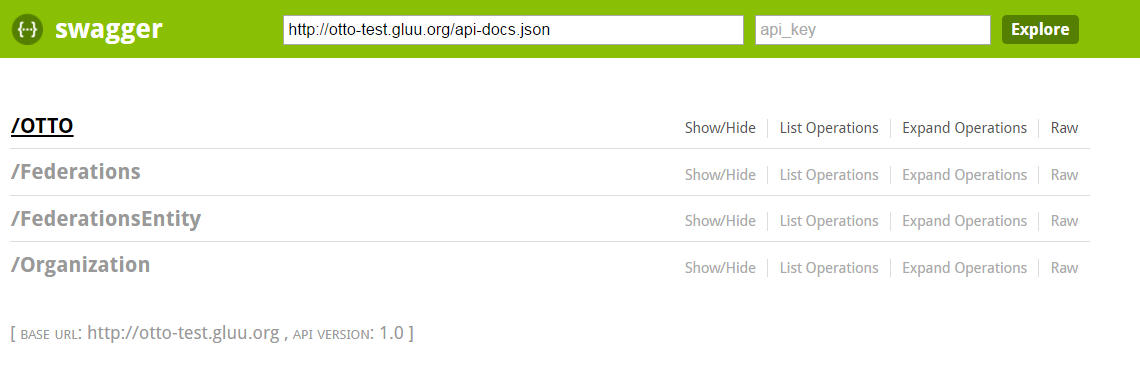 {···} swagger http://otto-test.gluu.org/api-docs.json api_key Explore
/OTTO Show/Hide List Operations Expand Operations Raw
/Federations Show/Hide List Operations Expand Operations Raw
/FederationsEntity Show/Hide List Operations Expand Operations Raw
/Organization Show/Hide List Operations Expand Operations Raw
[ BASE URL: http://otto-test.gluu.org , API VERSION: 1.0 ]